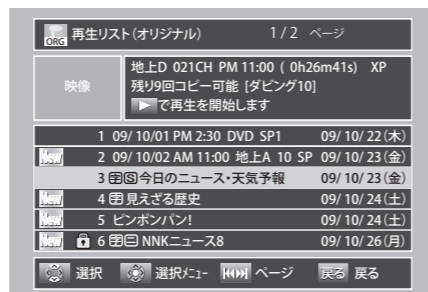 ORG 再生リスト(オリジナル) 1/2 ページ
映像
地上D 021CH PM 11:00 ( 0h26m41s) XP
残り9回コピー可能 [ダビング10]
▶ で再生を開始します
1 09/10/01 PM 2:30 DVD SP1 09/10/22(木)
New 2 09/10/02 AM 11:00 地上A 10 SP 09/10/23(金)
3 字S今日のニュース・天気予報 09/10/23(金)
New 4 字見えざる歴史 09/10/24(土)
New 5 ピンポンパン! 09/10/24(土)
New 6 字二 NNKニュース8 09/10/26(月)
選択 選択メニュー ページ 戻る 戻る